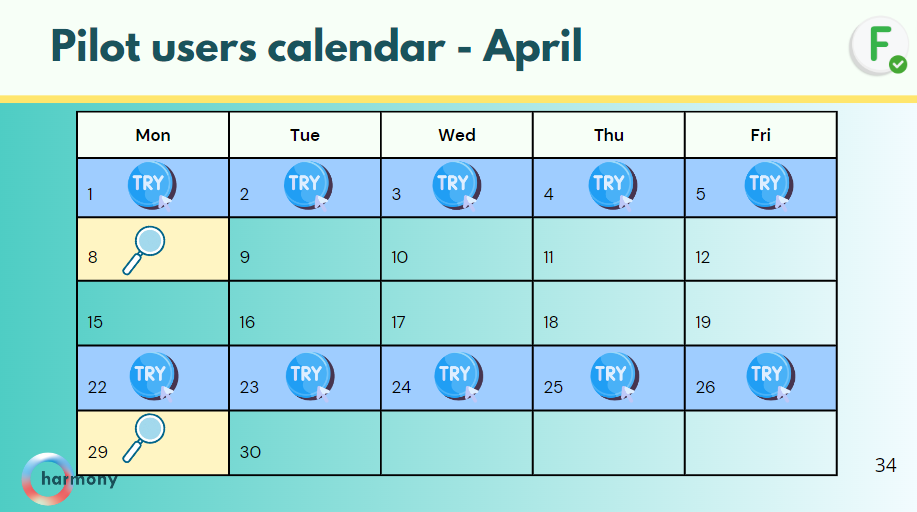 Pilot users calendar - April
F
Mon Tue Wed Thu Fri
1 TRY 2 TRY 3 TRY 4 TRY 5 TRY
8 9 10 11 12
15 16 17 18 19
22 TRY 23 TRY 24 TRY 25 TRY 26 TRY
29 30
harmony
34